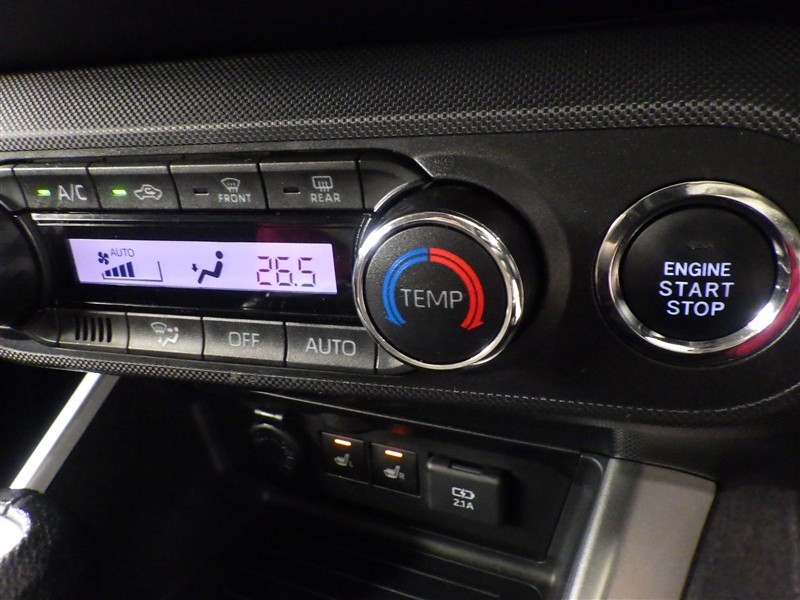 A/C
FRONT
REAR
AUTO
26.5
TEMP
ENGINE
START
STOP
OFF
AUTO
L
R
2.1A